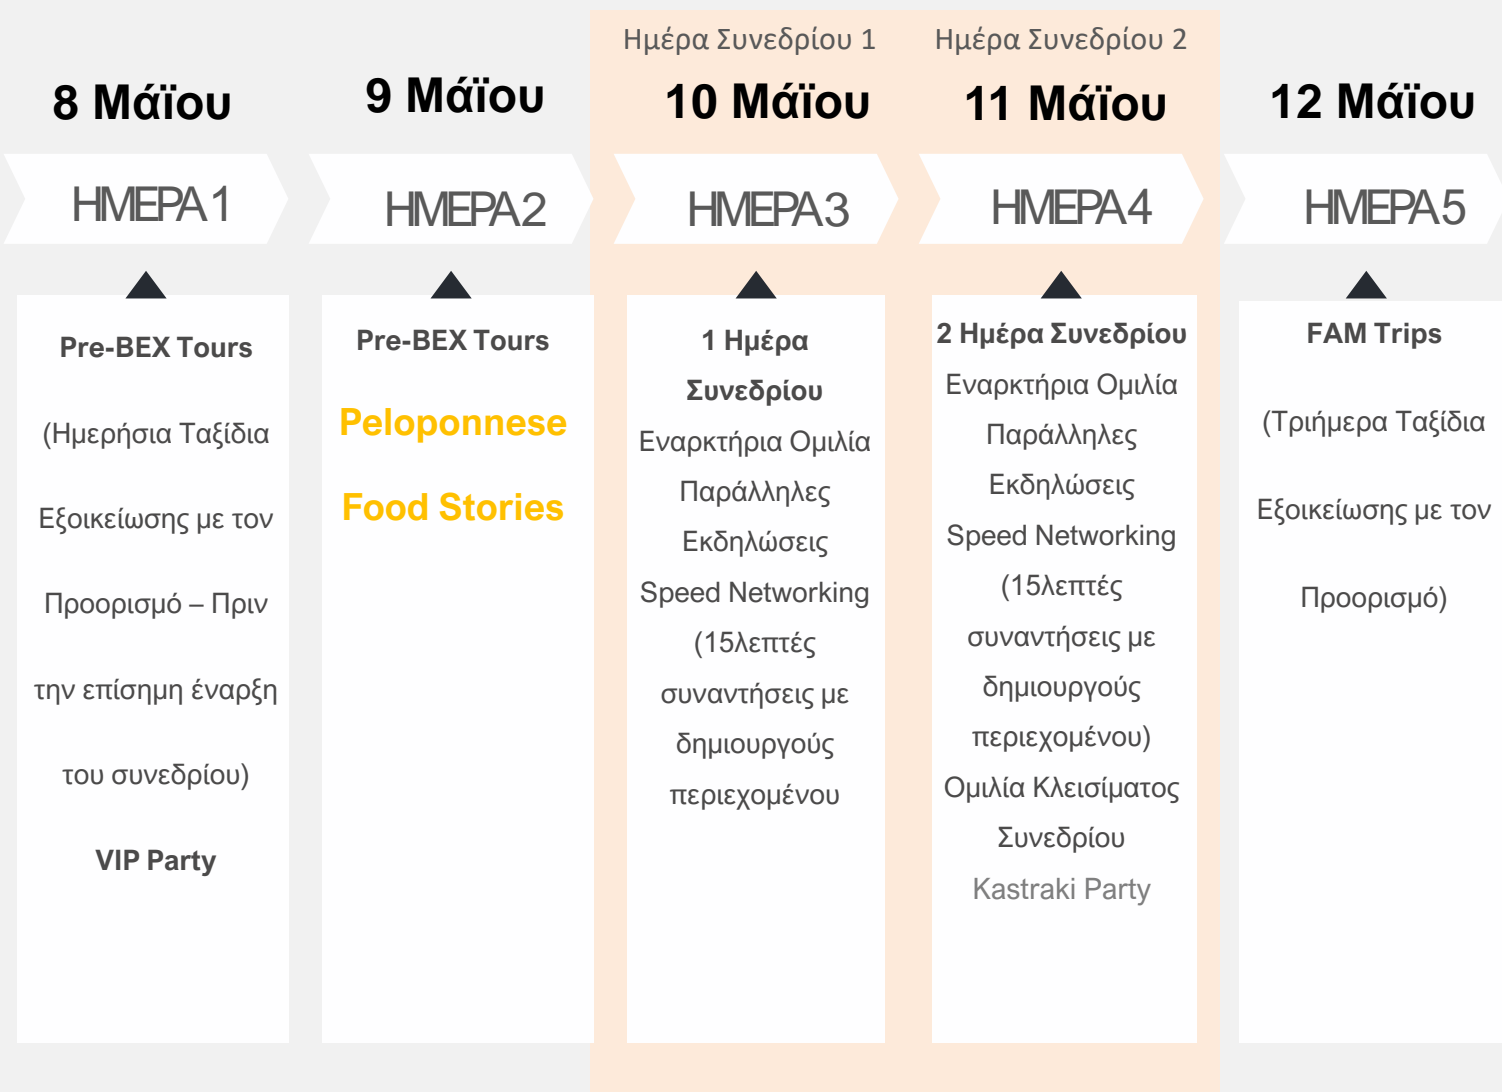 Ημέρα Συνεδρίου 1
Ημέρα Συνεδρίου 2
8 Μάϊου
9 Μάϊου
10 Μάϊου
11 Μάϊου
12 Μάϊου
ΗΜΕΡΑ 1
ΗΜΕΡΑ 2
ΗΜΕΡΑ 3
ΗΜΕΡΑ 4
ΗΜΕΡΑ 5
Pre-BEX Tours
(Ημερήσια Ταξίδια
Εξοικείωσης με τον
Προορισμό – Πριν
την επίσημη έναρξη
του συνεδρίου)
VIP Party
Pre-BEX Tours
Peloponnese
Food Stories
1 Ημέρα
Συνεδρίου
Εναρκτήρια Ομιλία
Παράλληλες
Εκδηλώσεις
Speed Networking
(15λεπτές
συναντήσεις με
δημιουργούς
περιεχομένου
2 Ημέρα Συνεδρίου
Εναρκτήρια Ομιλία
Παράλληλες
Εκδηλώσεις
Speed Networking
(15λεπτές
συναντήσεις με
δημιουργούς
περιεχομένου)
Ομιλία Κλεισίματος
Συνεδρίου
Kastraki Party
FAM Trips
(Τριήμερα Ταξίδια
Εξοικείωσης με τον
Προορισμό)